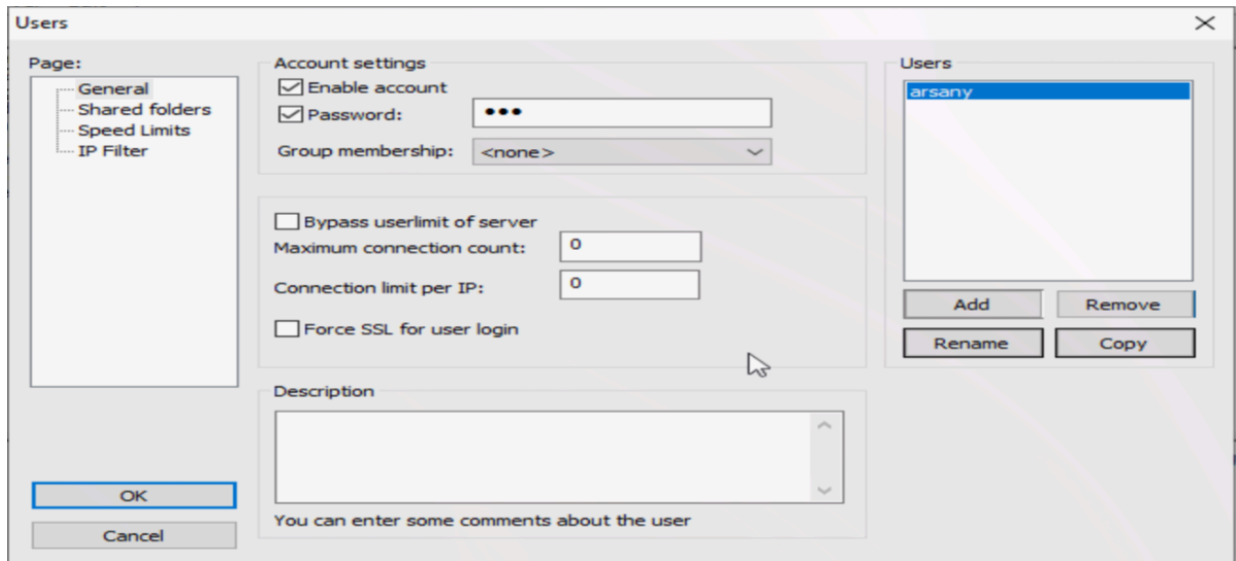 Users
Page:
General
Shared folders
Speed Limits
IP Filter
OK
Cancel
Account settings
Enable account
Password: •••
Group membership: <none>
Bypass userlimit of server
Maximum connection count: 0
Connection limit per IP: 0
Force SSL for user login
Description
You can enter some comments about the user
Users
arsany
Add Remove
Rename Copy